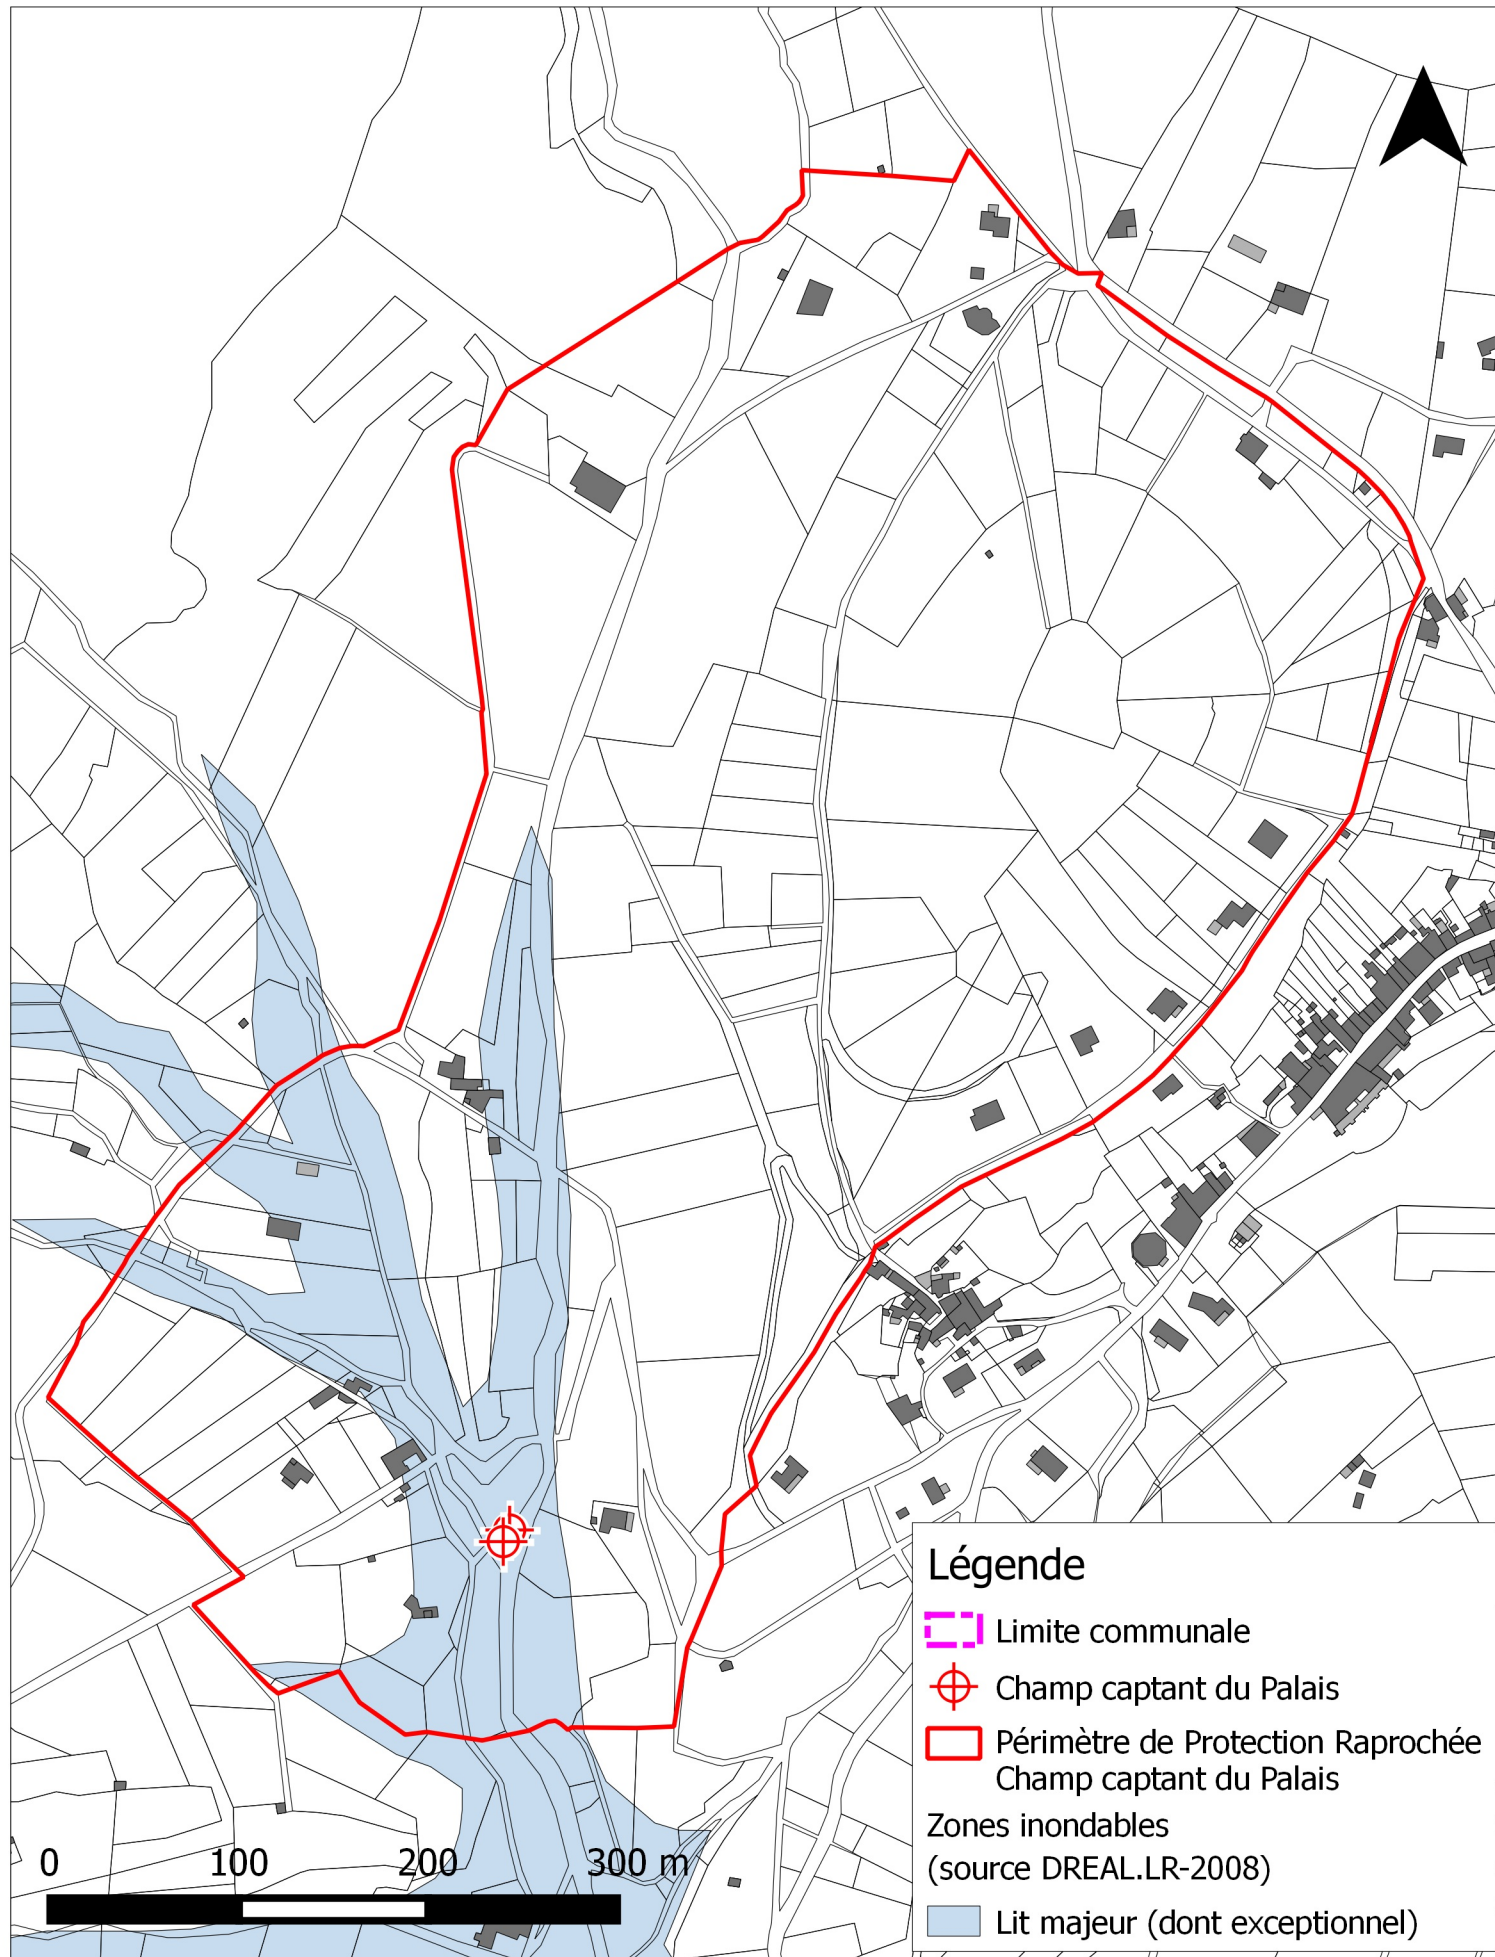 0 100 200 300 m
Légende
Limite communale
Champ captant du Palais
Périmètre de Protection Raprochée
Champ captant du Palais
Zones inondables
(source DREAL.LR-2008)
Lit majeur (dont exceptionnel)